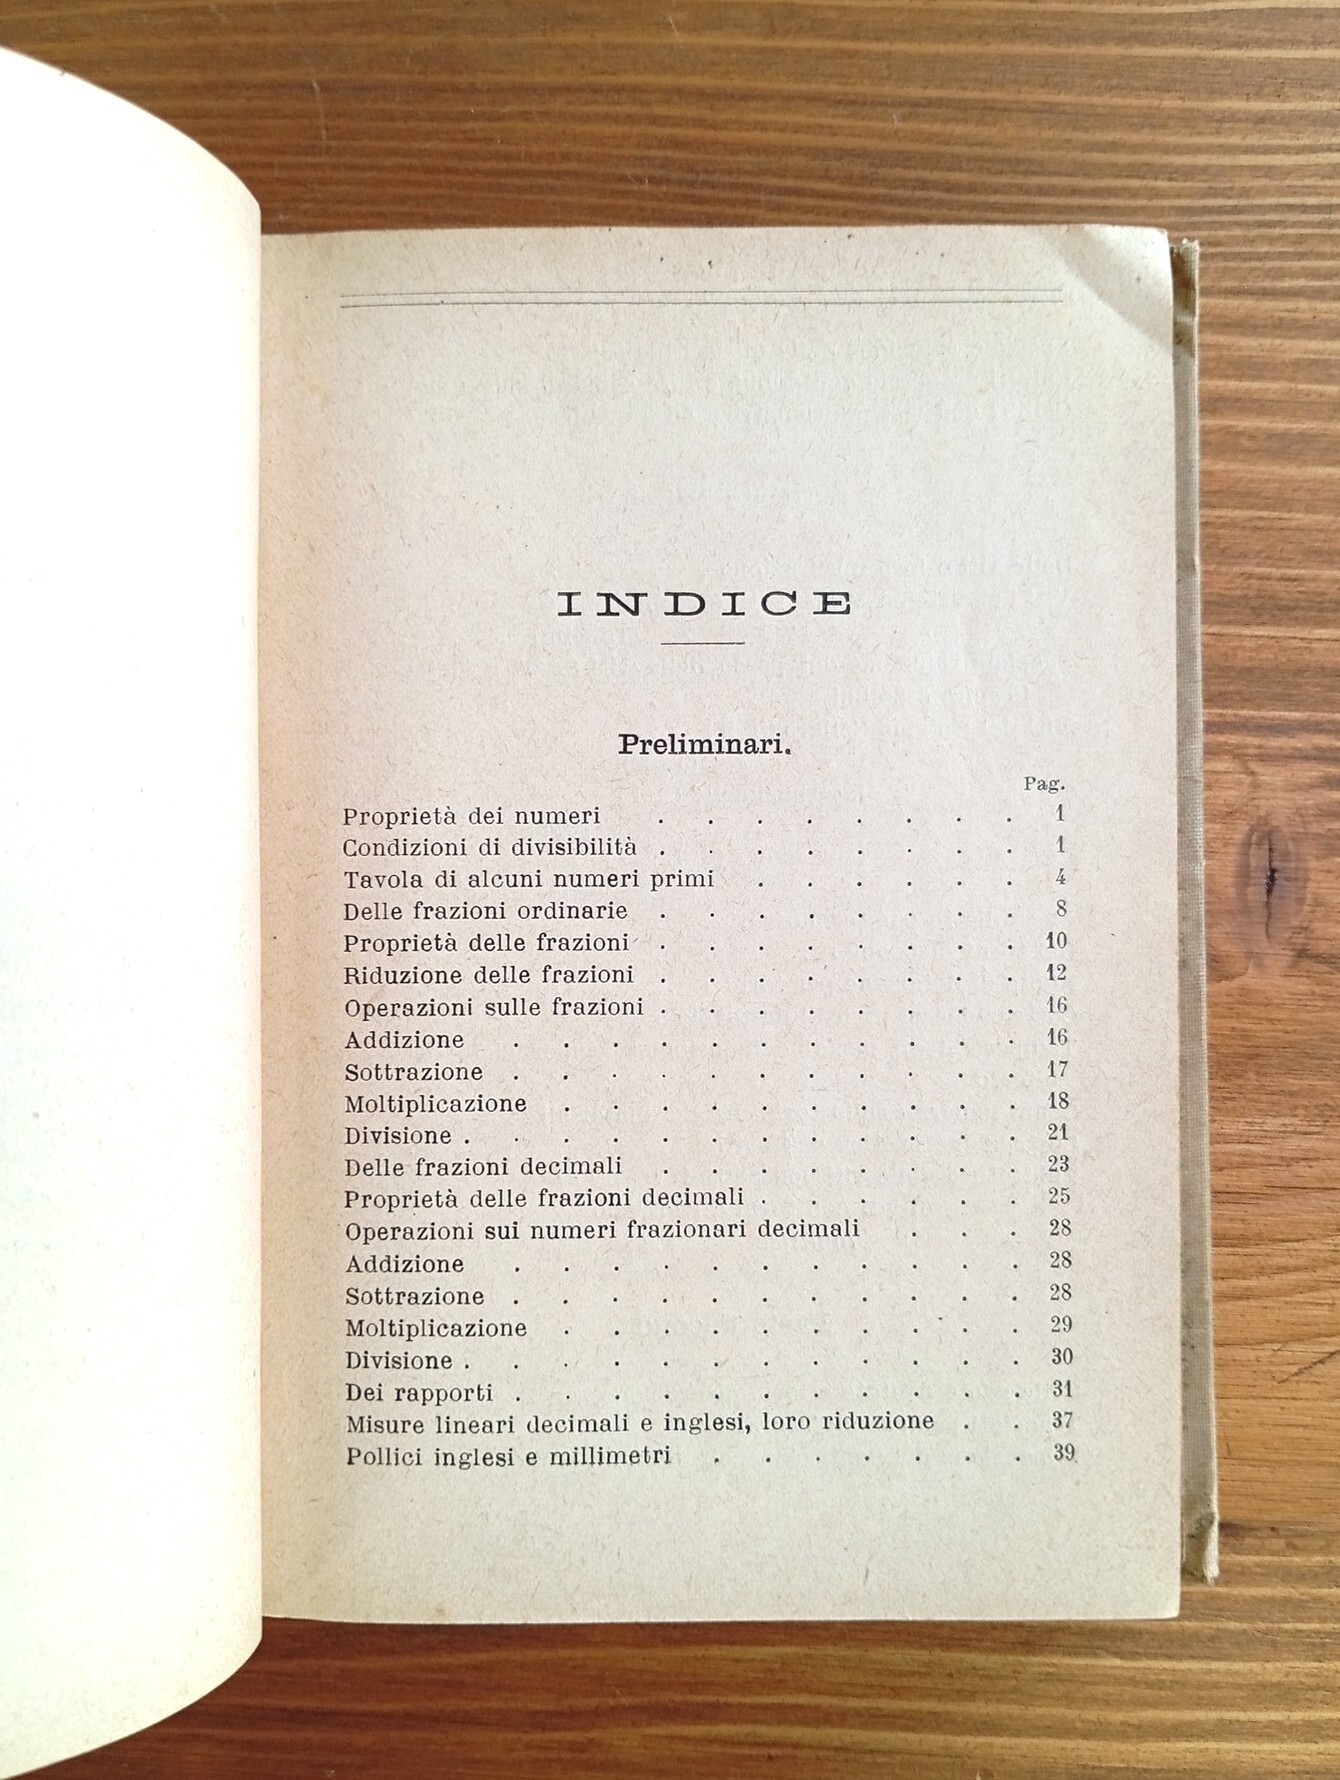 INDICE
Preliminari.
Pag.
Proprietà dei numeri . . . . . . . . 1
Condizioni di divisibilità . . . . . . . . 1
Tavola di alcuni numeri primi . . . . . . 4
Delle frazioni ordinarie . . . . . . . . 8
Proprietà delle frazioni . . . . . . . . 10
Riduzione delle frazioni . . . . . . . . 12
Operazioni sulle frazioni . . . . . . . . 16
Addizione . . . . . . . . . . . 16
Sottrazione . . . . . . . . . . . 17
Moltiplicazione . . . . . . . . . . 18
Divisione . . . . . . . . . . . . 21
Delle frazioni decimali . . . . . . . . 23
Proprietà delle frazioni decimali . . . . . . 25
Operazioni sui numeri frazionari decimali . . . 28
Addizione . . . . . . . . . . . 28
Sottrazione . . . . . . . . . . . 28
Moltiplicazione . . . . . . . . . . 29
Divisione . . . . . . . . . . . . 30
Dei rapporti . . . . . . . . . . . 31
Misure lineari decimali e inglesi, loro riduzione . . 37
Pollici inglesi e millimetri . . . . . . . 39